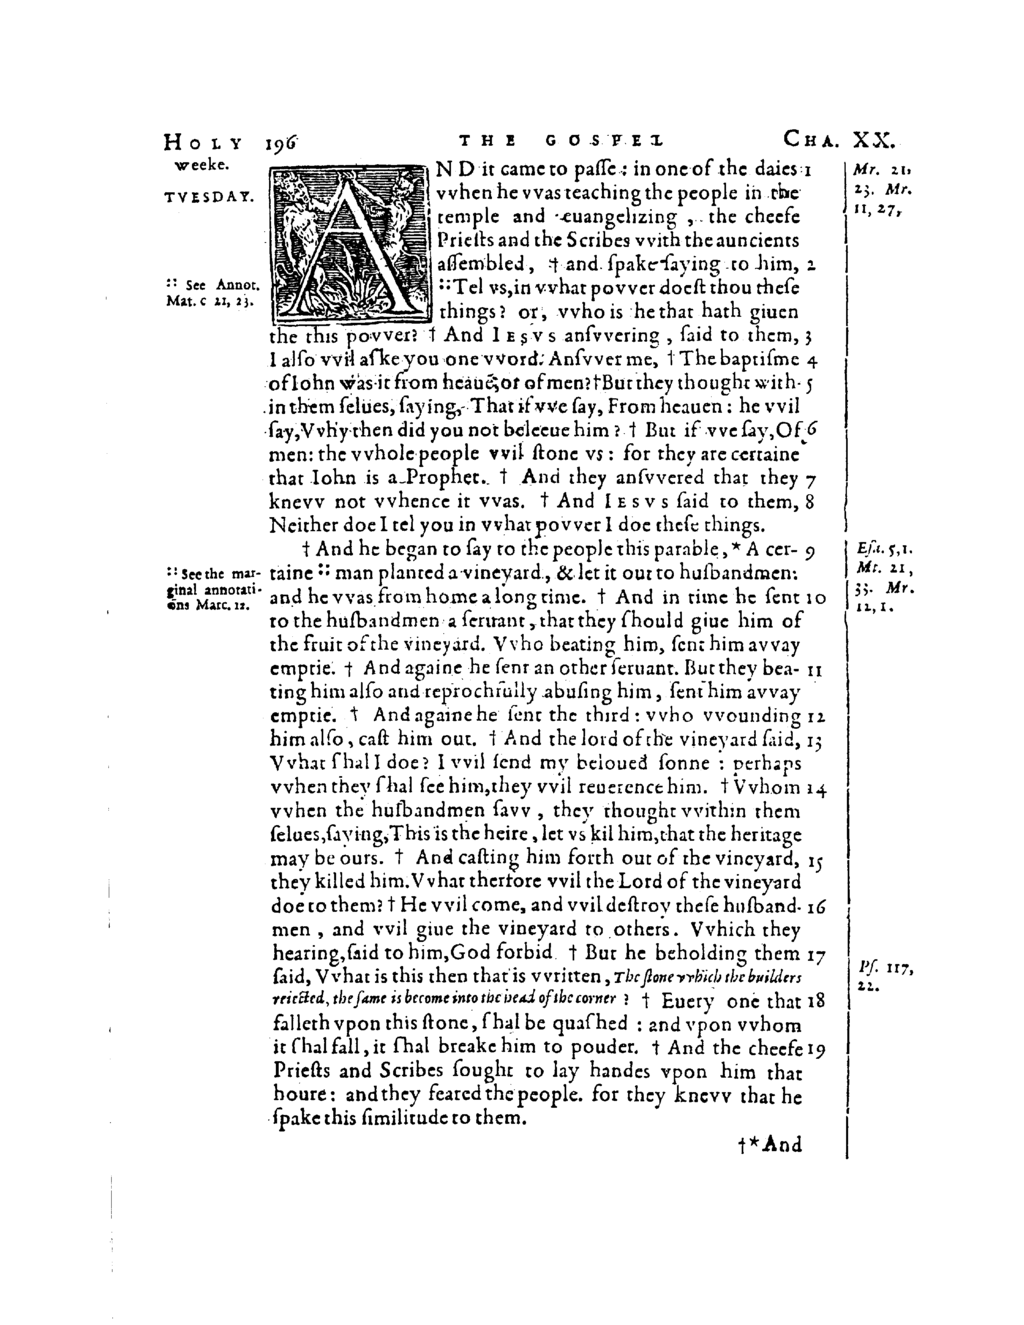 HOLY 196 THE GOSPEL CHA. XX.
vveeke.
TVESDAY.
AND it came to paſſe: in one of the daies 1
vvhen he vvas teaching the people in the
temple and euangelizing, the cheefe
Prieſts and the Scribes vvith the auncients
aſſembled, † and ſpake ſaying to him, 2
:: Tel vs, in vvhat povver doeſt thou theſe
things? or, vvho is he that hath giuen
the this povver? † And IESVS anſvvering, ſaid to them, 3
I alſo vvil aſke you one vvord. Anſvver me, † The baptiſme 4
of Iohn was it from heauẽ, or of men? † But they thought with- 5
in them ſelues, ſaying, That if vve ſay, From heauen: he vvil
ſay, Vvhy then did you not beleeue him? † But if vve ſay, Of 6
men: the vvhole people vvil ſtone vs: for they are certaine
that Iohn is a Prophet. † And they anſvvered that they 7
knevv not vvhence it vvas. † And IESVS ſaid to them, 8
Neither doe I tel you in vvhat povver I doe theſe things.
† And he began to ſay to the people this parable, * A cer- 9
taine :: man planted a vineyard, & let it out to huſbandmen:
and he vvas from home a long time. † And in time he ſent 10
to the huſbandmen a ſeruant, that they ſhould giue him of
the fruit of the vineyard. Vvho beating him, ſent him avvay
emptie. † And againe he ſent an other ſeruant. But they bea- 11
ting him alſo and reprochfully abuſing him, ſent him avvay
emptie. † And againe he ſent the third: vvho vvounding 12
him alſo, caſt him out. † And the lord of the vineyard ſaid, 13
Vvhat ſhal I doe? I vvil ſend my beloued ſonne: perhaps
vvhen they ſhal ſee him, they vvil reuerence him. † Vvhom 14
vvhen the huſbandmen ſavv, they thought vvithin them
ſelues, ſaying, This is the heire, let vs kil him, that the heritage
may be ours. † And caſting him forth out of the vineyard, 15
they killed him. Vvhat therfore vvil the Lord of the vineyard
doe to them? † He vvil come, and vvil deſtroy theſe huſband- 16
men, and vvil giue the vineyard to others. Vvhich they
hearing, ſaid to him, God forbid. † But he beholding them 17
ſaid, Vvhat is this then that is vvritten, The ſtone vvhich the builders
reiected, the ſame is become into the head of the corner? † Euery one that 18
falleth vpon this ſtone, ſhal be quaſhed: and vpon vvhom
it ſhal fall, it ſhal breake him to pouder. † And the cheefe 19
Prieſts and Scribes ſought to lay handes vpon him that
houre: and they feared the people. for they knevv that he
ſpake this ſimilitude to them.
†*And
:: See Annot.
Mat. c 21, 23.
:: See the mar-
ginal annotati-
ons Marc. 12.
Mt. 21,
23. Mr.
11, 27,
Eſa. 5,1.
Mt. 21,
33. Mr.
12, 1.
Pſ. 117,
22.